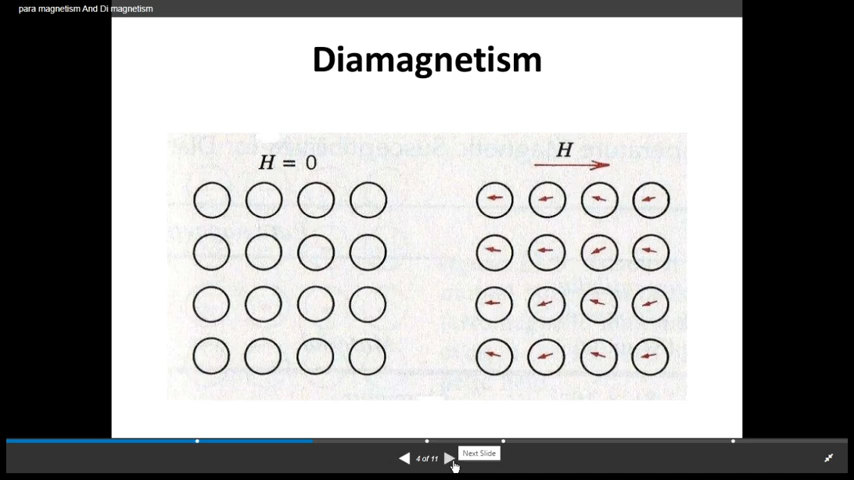 para magnetism And Di magnetism
Diamagnetism
H = 0
H
4 of 11
Next Slide